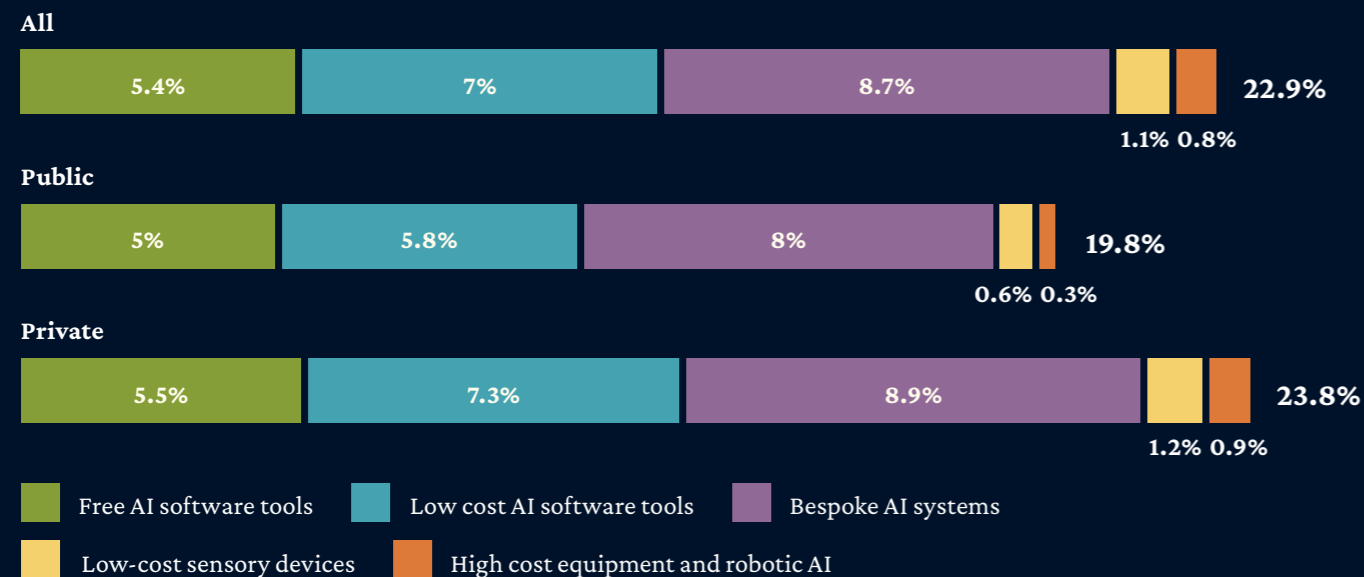 All
5.4% 7% 8.7% 22.9%
1.1% 0.8%
Public
5% 5.8% 8% 19.8%
0.6% 0.3%
Private
5.5% 7.3% 8.9% 23.8%
1.2% 0.9%
Free AI software tools Low cost AI software tools Bespoke AI systems
Low-cost sensory devices High cost equipment and robotic AI